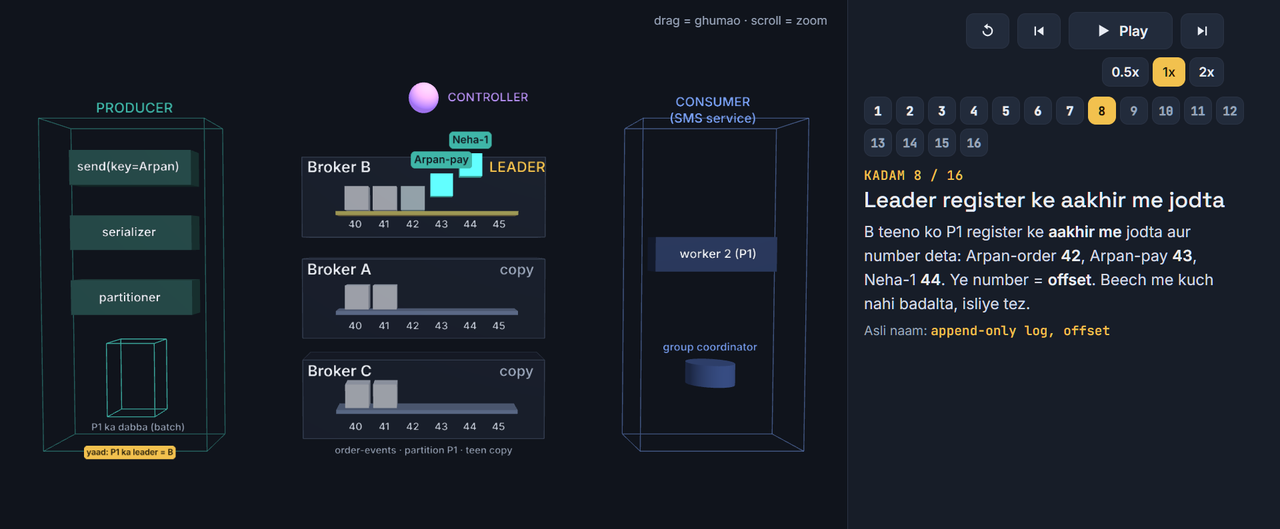 drag = ghumao · scroll = zoom
PRODUCER
send(key=Arpan)
serializer
partitioner
P1 ka dabba (batch)
yaad: P1 ka leader = B
CONTROLLER
Neha-1
Arpan-pay
Broker B
LEADER
40 41 42 43 44 45
Broker A
copy
40 41 42 43 44 45
Broker C
copy
40 41 42 43 44 45
order-events · partition P1 · teen copy
CONSUMER
(SMS service)
worker 2 (P1)
group coordinator
Play
0.5x 1x 2x
1 2 3 4 5 6 7 8 9 10 11 12
13 14 15 16
KADAM 8 / 16
Leader register ke aakhir me jodta
B teeno ko P1 register ke aakhir me jodta aur
number deta: Arpan-order 42, Arpan-pay 43,
Neha-1 44. Ye number = offset. Beech me kuch
nahi badalta, isliye tez.
Asli naam: append-only log, offset